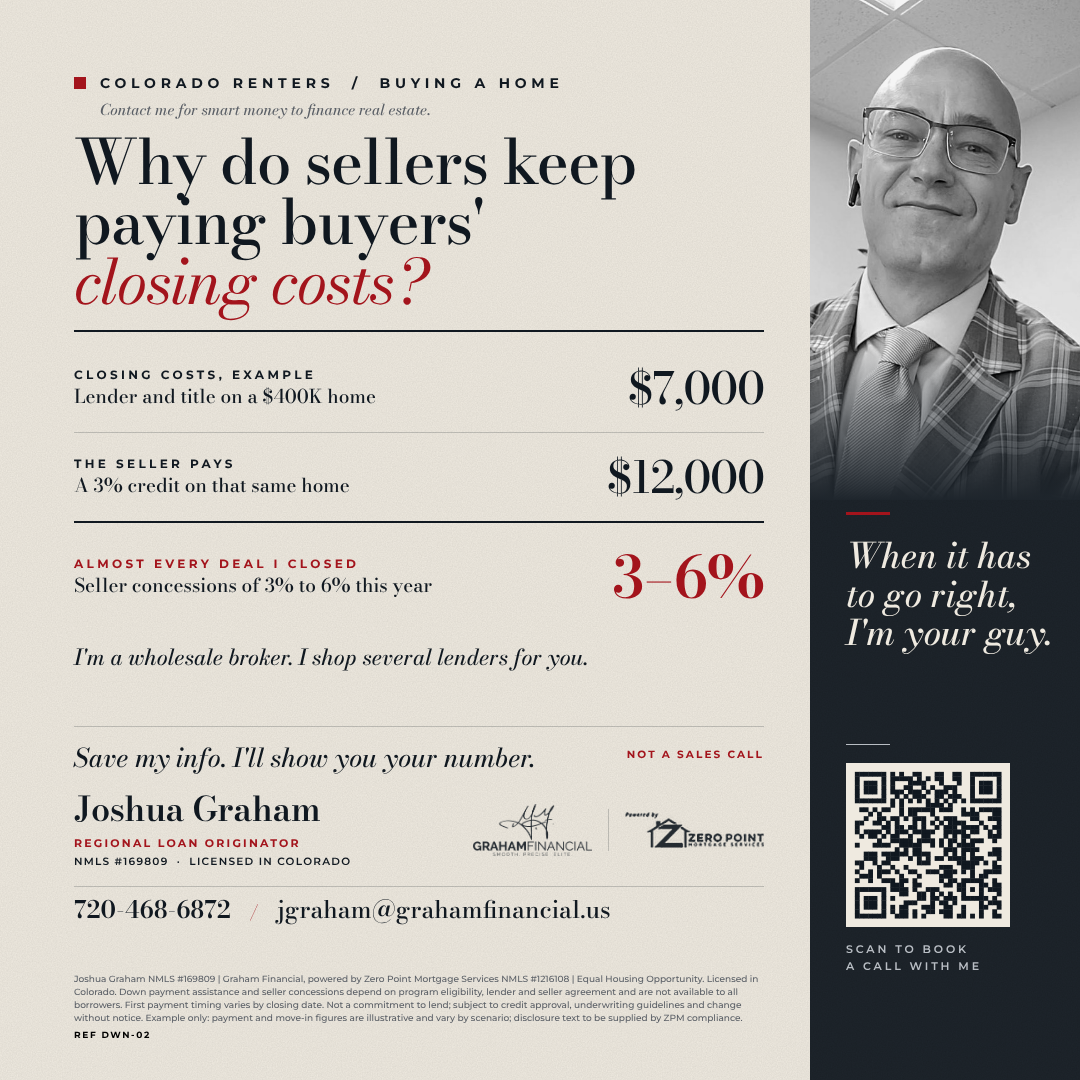 COLORADO RENTERS / BUYING A HOME
Contact me for smart money to finance real estate.
Why do sellers keep
paying buyers'
closing costs?
CLOSING COSTS, EXAMPLE
Lender and title on a $400K home
$7,000
THE SELLER PAYS
A 3% credit on that same home
$12,000
ALMOST EVERY DEAL I CLOSED
Seller concessions of 3% to 6% this year
3–6%
I'm a wholesale broker. I shop several lenders for you.
Save my info. I'll show you your number.
NOT A SALES CALL
Joshua Graham
REGIONAL LOAN ORIGINATOR
NMLS #169809 · LICENSED IN COLORADO
GRAHAMFINANCIAL
SMOOTH. PRECISE. ELITE.
Powered by
ZERO POINT
MORTGAGE SERVICES
720-468-6872 / jgraham@grahamfinancial.us
Joshua Graham NMLS #169809 | Graham Financial, powered by Zero Point Mortgage Services NMLS #1216108 | Equal Housing Opportunity. Licensed in
Colorado. Down payment assistance and seller concessions depend on program eligibility, lender and seller agreement and are not available to all
borrowers. First payment timing varies by closing date. Not a commitment to lend; subject to credit approval, underwriting guidelines and change
without notice. Example only: payment and move-in figures are illustrative and vary by scenario; disclosure text to be supplied by ZPM compliance.
REF DWN-02
When it has
to go right,
I'm your guy.
SCAN TO BOOK
A CALL WITH ME